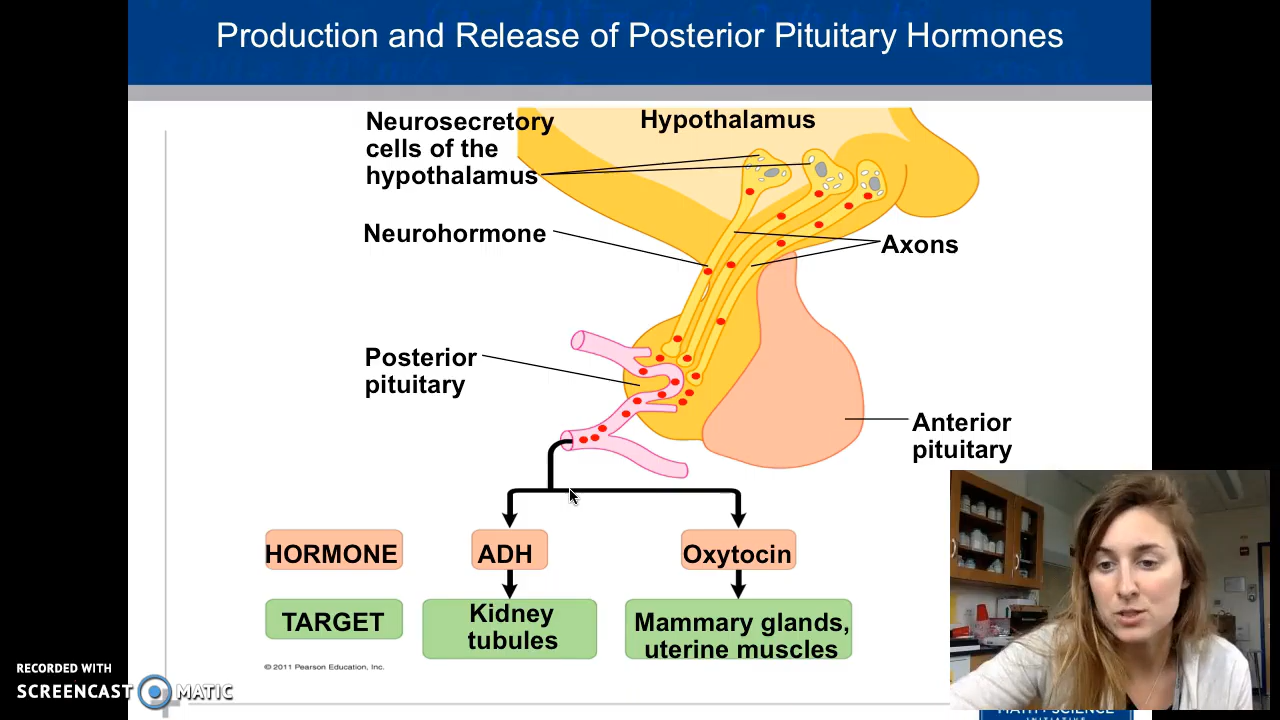 Production and Release of Posterior Pituitary Hormones
Neurosecretory
cells of the
hypothalamus
Hypothalamus
Neurohormone
Axons
Posterior
pituitary
Anterior
pituitary
HORMONE
ADH
Oxytocin
TARGET
Kidney
tubules
Mammary glands,
uterine muscles
© 2011 Pearson Education, Inc.
RECORDED WITH
SCREENCAST MATIC
INITIATIVE